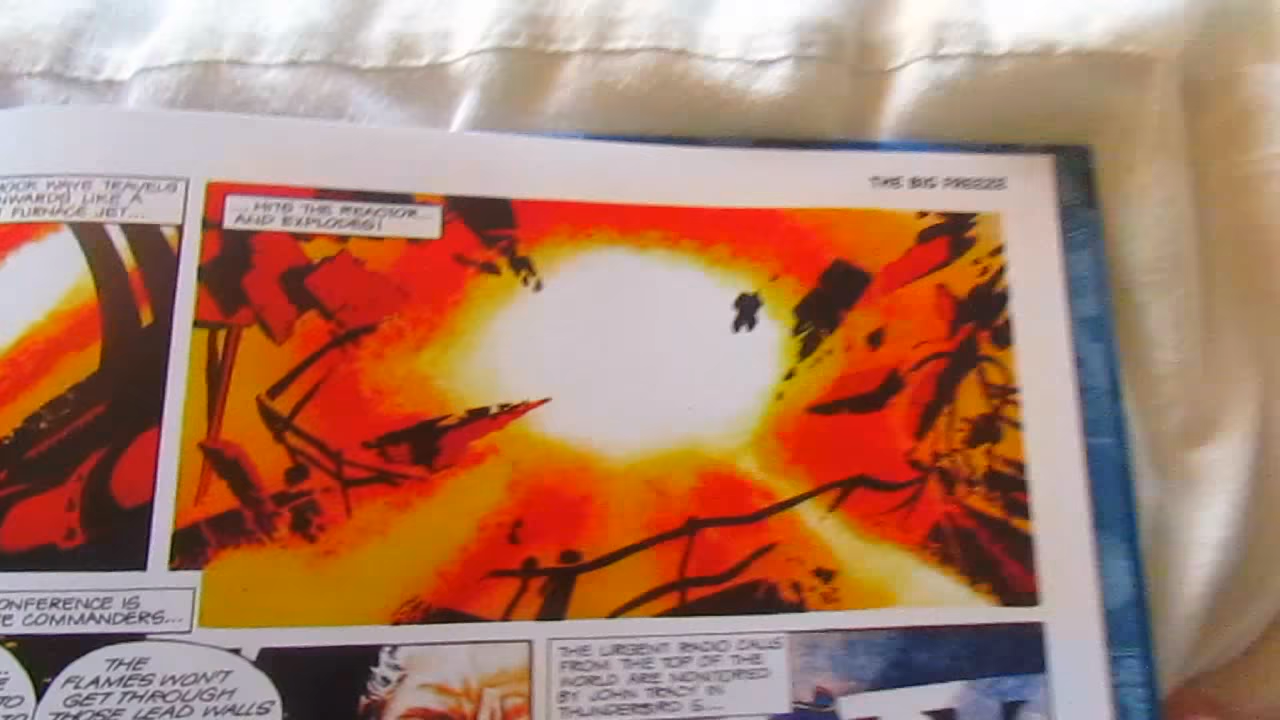 THE BIG FREEZE
WAVE TRAVELS
LIKE A
FURNACE JET...
...HITS THE REACTOR...
AND EXPLODES!
CONFERENCE IS
COMMANDERS...
THE
FLAMES WON'T
GET THROUGH
THOSE LEAD WALLS
THE URGENT RADIO CALLS
FROM THE TOP OF THE
WORLD ARE MONITORED
BY JOHN TRACY IN
THUNDERBIRD 5...